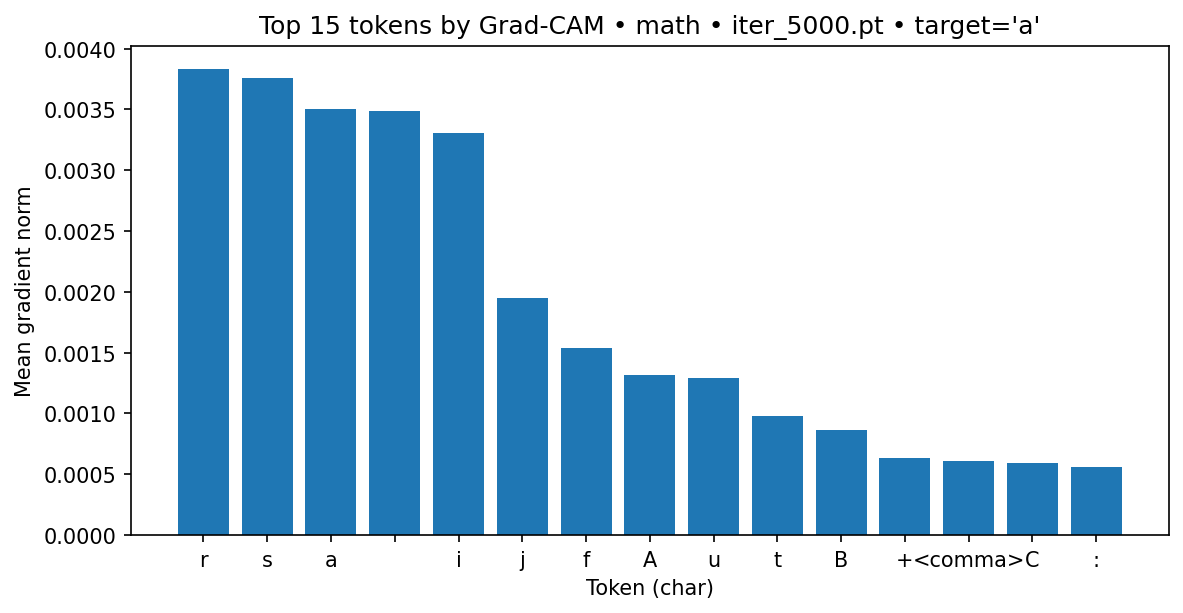 Top 15 tokens by Grad-CAM • math • iter_5000.pt • target='a'
Mean gradient norm
0.0040
0.0035
0.0030
0.0025
0.0020
0.0015
0.0010
0.0005
0.0000
r s a i j f A u t B +<comma>C :
Token (char)